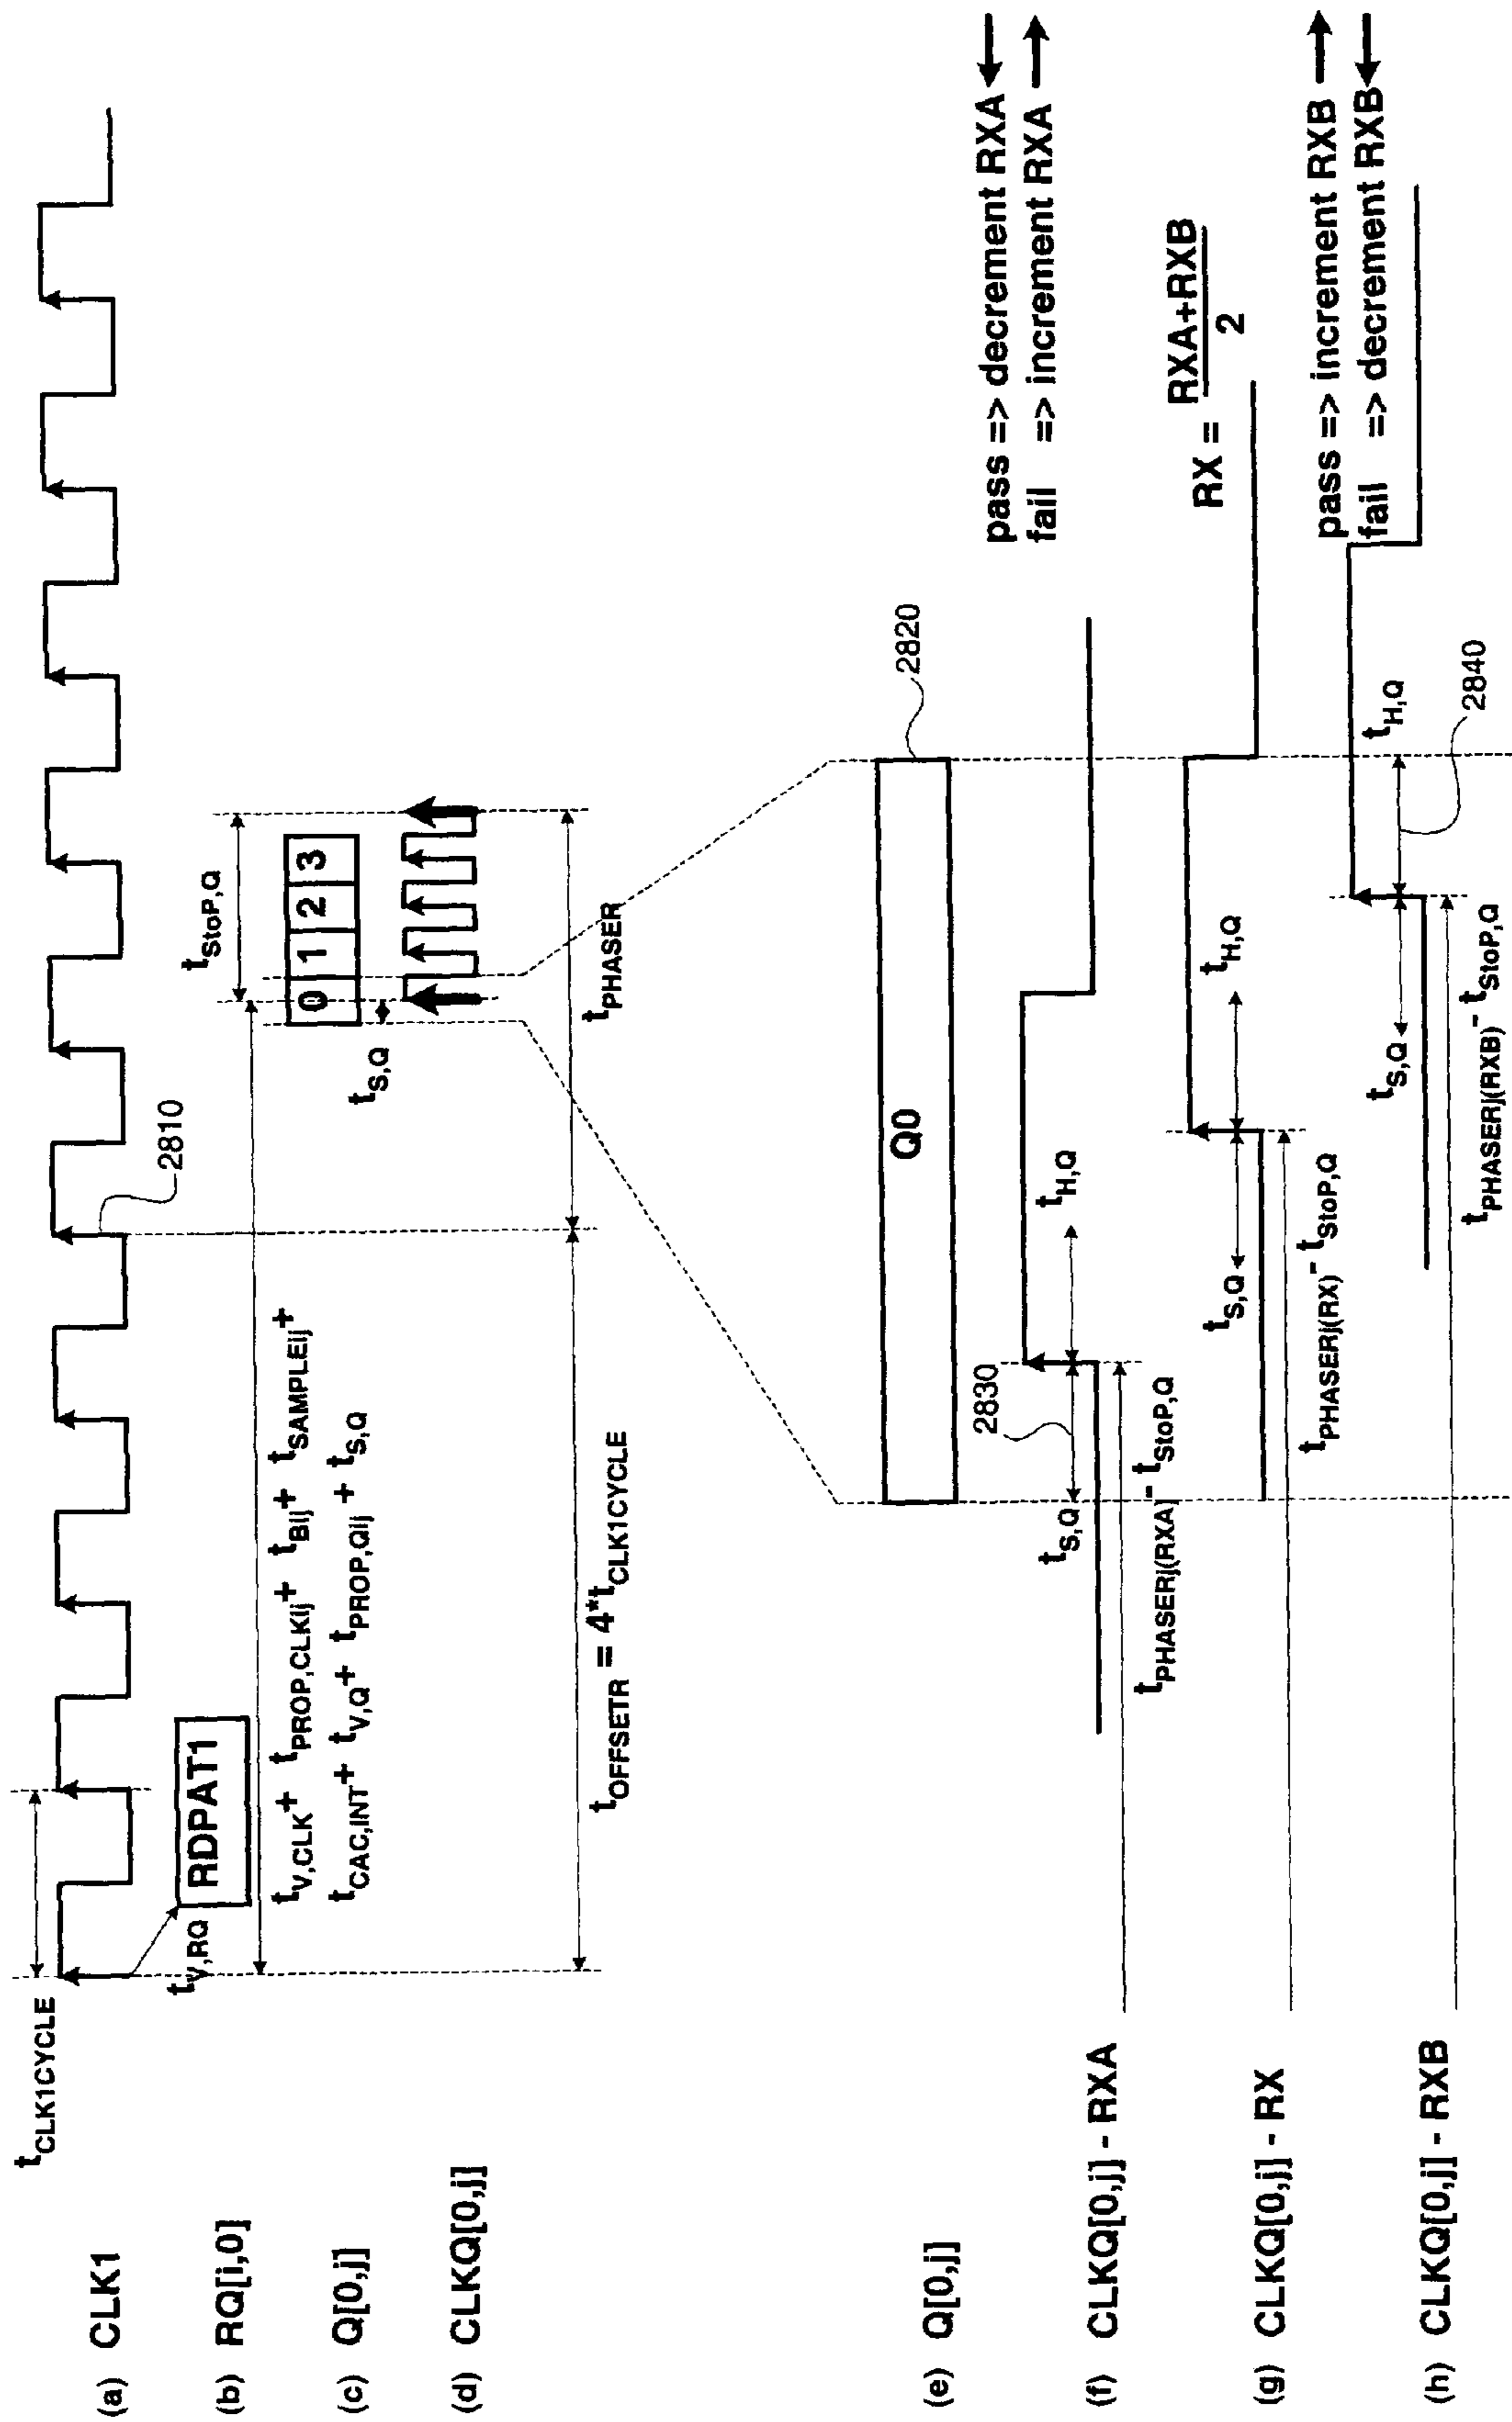 tCLK1CYCLE
(a) CLK1
2810
tV,RQ
(b) RQ[i,0]
RDPAT1
tStoP,Q
tV,CLK+ tPROP,CLKij+ tBij+ tSAMPLEij+
tCAC,INT+ tV,Q+ tPROP,Qij + tS,Q
(c) Q[0,j]
0 1 2 3
tS,Q
(d) CLKQ[0,j]
tOFFSETR = 4*tCLK1CYCLE
tPHASER
(e) Q[0,j]
Q0
2820
pass => decrement RXA
fail => increment RXA
(f) CLKQ[0,j] - RXA
2830
tS,Q
tH,Q
tPHASERj(RXA)- tStoP,Q
RX = RXA+RXB
2
(g) CLKQ[0,j] - RX
tS,Q
tH,Q
tPHASERj(RX)- tStoP,Q
pass => increment RXB
fail => decrement RXB
(h) CLKQ[0,j] - RXB
tS,Q
tH,Q
2840
tPHASERj(RXB)- tStoP,Q